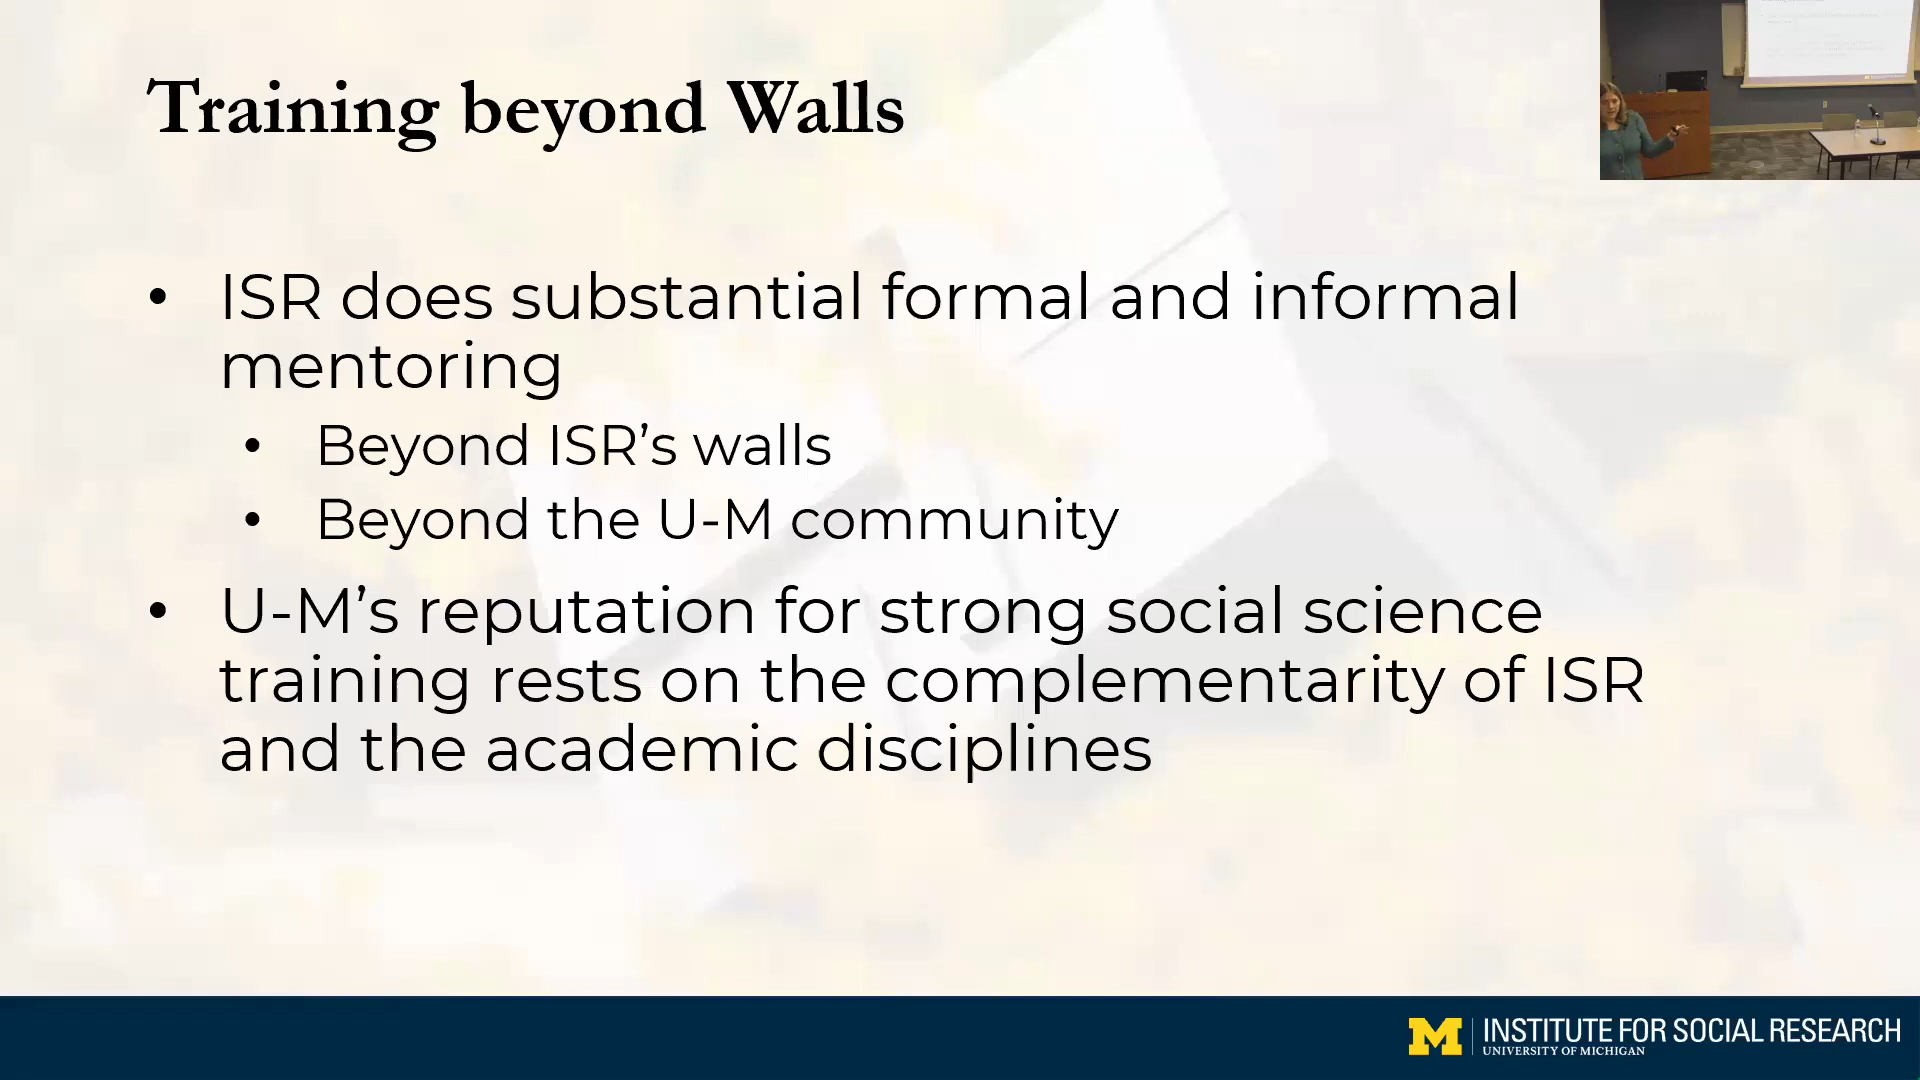 Training beyond Walls
• ISR does substantial formal and informal
mentoring
• Beyond ISR’s walls
• Beyond the U-M community
• U-M’s reputation for strong social science
training rests on the complementarity of ISR
and the academic disciplines
M INSTITUTE FOR SOCIAL RESEARCH
UNIVERSITY OF MICHIGAN